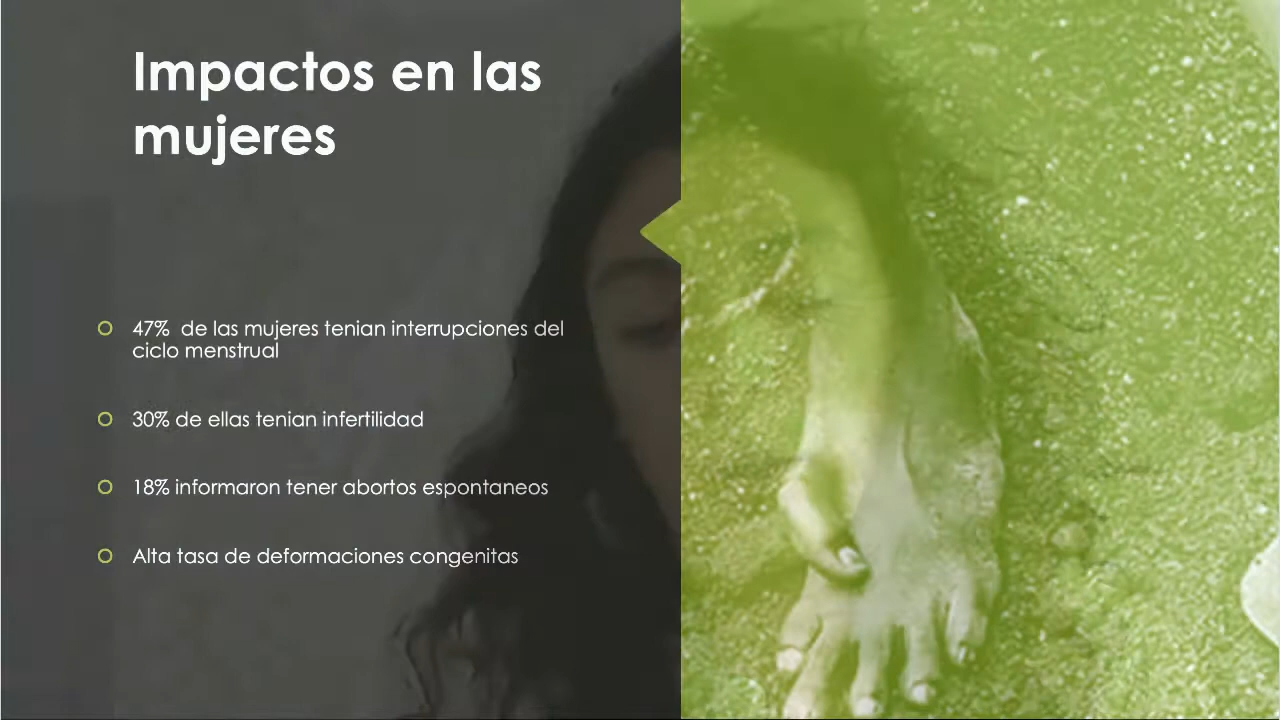 Impactos en las
mujeres
47%  de las mujeres tenian interrupciones del
ciclo menstrual
30% de ellas tenian infertilidad
18% informaron tener abortos espontaneos
Alta tasa de deformaciones congenitas